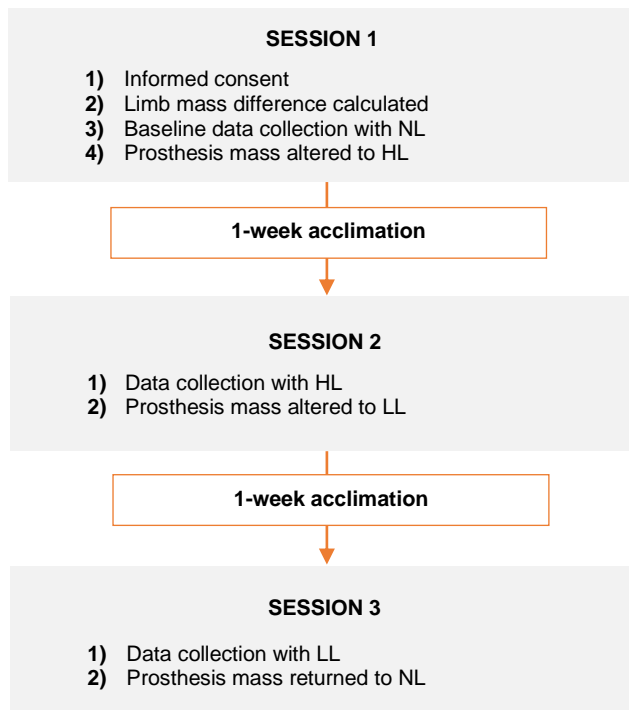 SESSION 1
1) Informed consent
2) Limb mass difference calculated
3) Baseline data collection with NL
4) Prosthesis mass altered to HL
1-week acclimation
SESSION 2
1) Data collection with HL
2) Prosthesis mass altered to LL
1-week acclimation
SESSION 3
1) Data collection with LL
2) Prosthesis mass returned to NL